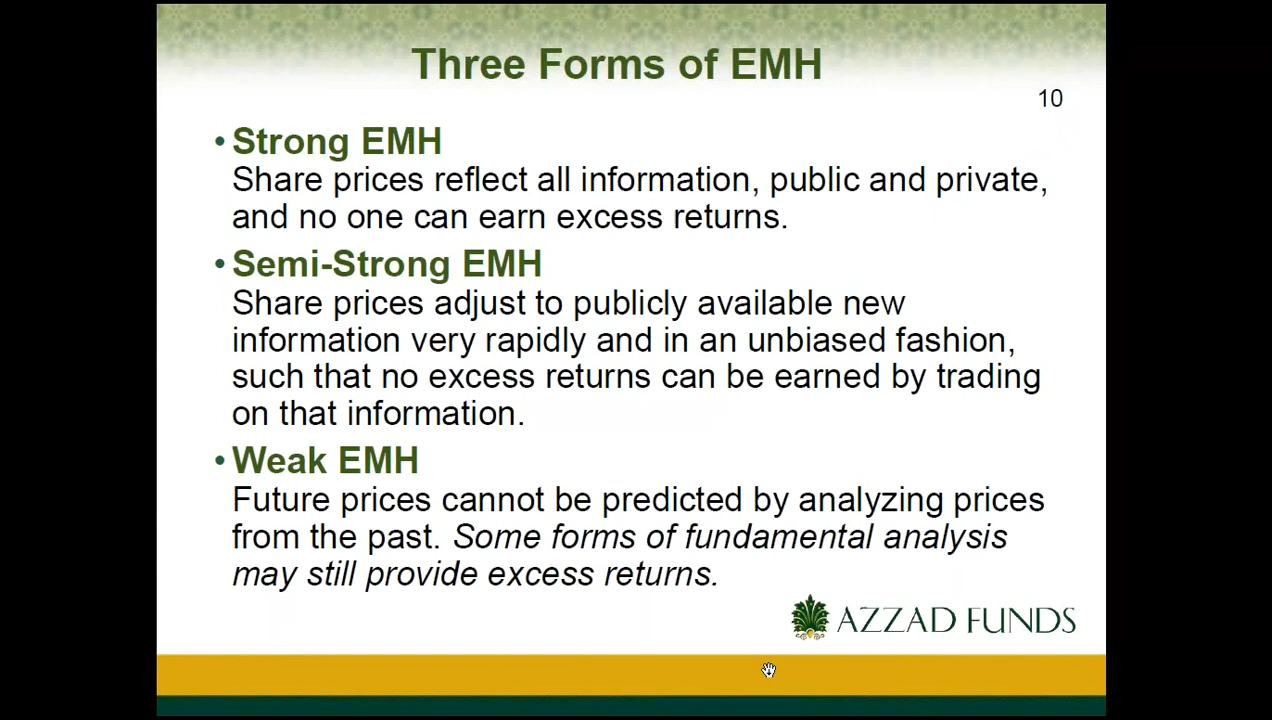 Three Forms of EMH
10
• Strong EMH
Share prices reflect all information, public and private,
and no one can earn excess returns.
• Semi-Strong EMH
Share prices adjust to publicly available new
information very rapidly and in an unbiased fashion,
such that no excess returns can be earned by trading
on that information.
• Weak EMH
Future prices cannot be predicted by analyzing prices
from the past. Some forms of fundamental analysis
may still provide excess returns.
AZZAD FUNDS